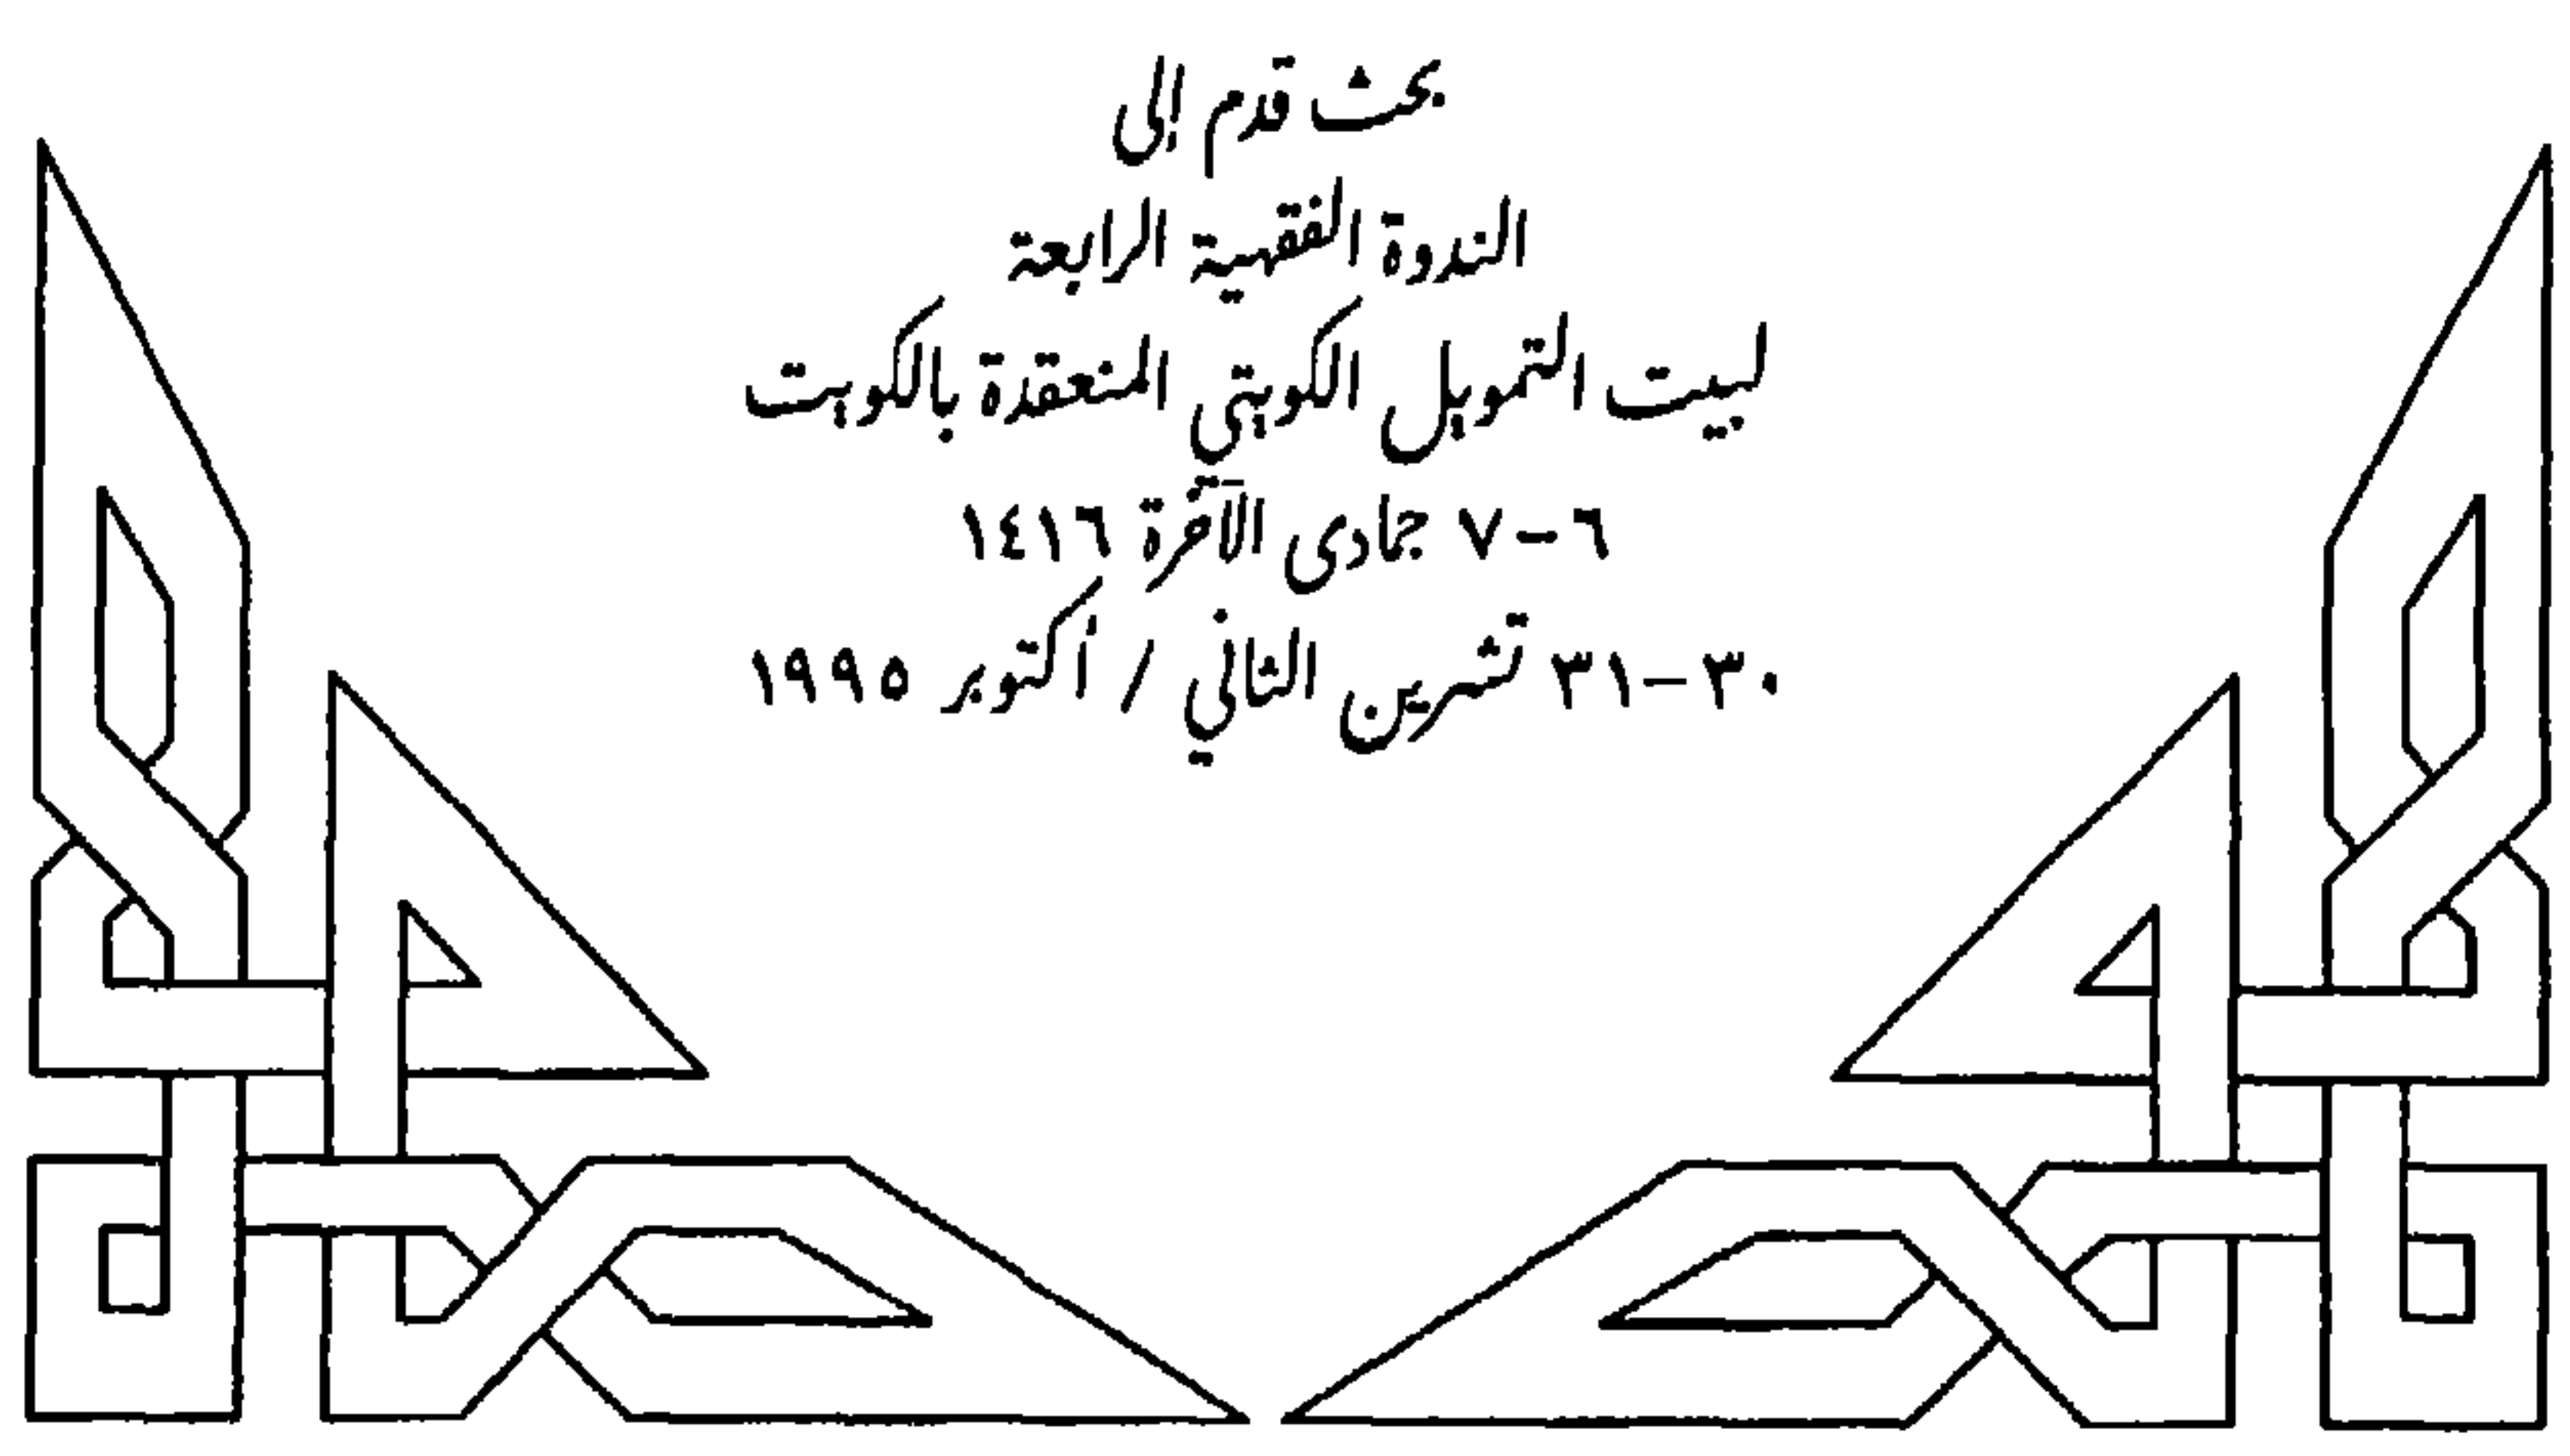 بحث قدم إلى
الندوة الفقهية الرابعة
لبيت التمويل الكويتي المنعقدة بالكويت
٦-٧ جمادى الآخرة ١٤١٦
٣٠-٣١ تشرين الثاني / أكتوبر ١٩٩٥